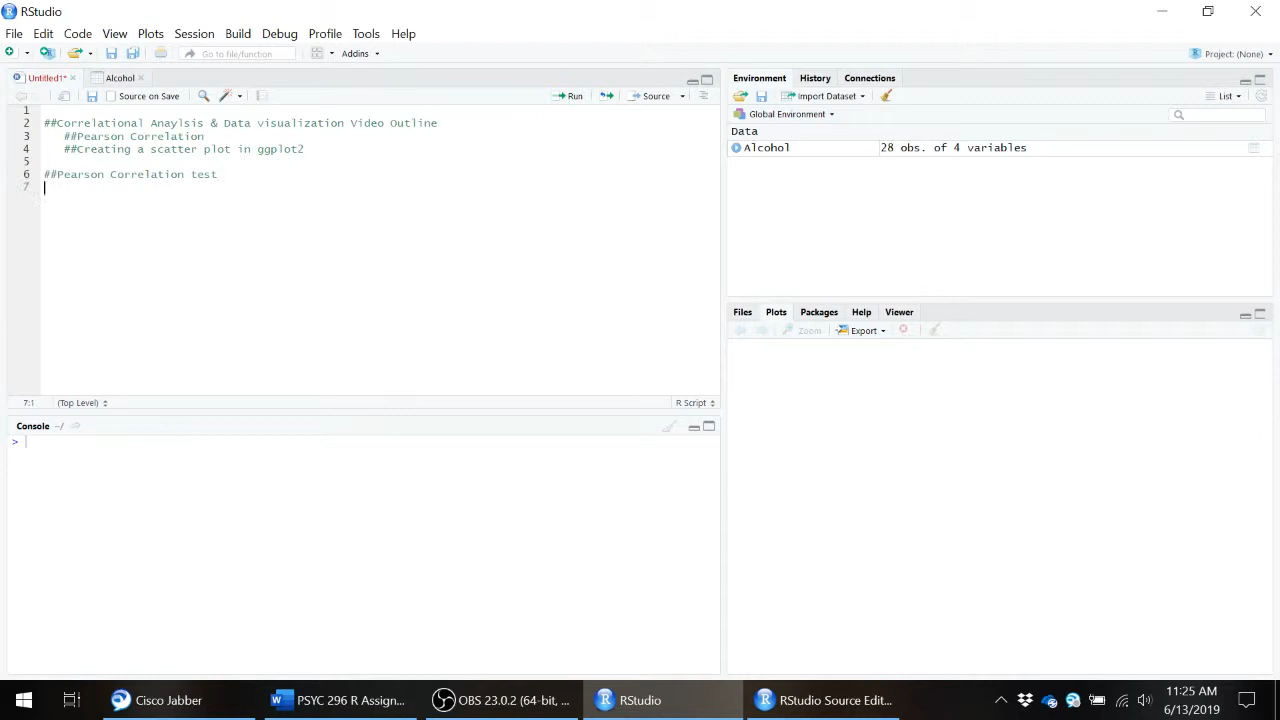 RStudio
File Edit Code View Plots Session Build Debug Profile Tools Help
Go to file/function Addins Project: (None)
Untitled1* Alcohol
Source on Save Run Source
1
2 ##Correlational Anaylsis & Data visualization Video Outline
3 ##Pearson Correlation
4 ##Creating a scatter plot in ggplot2
5
6 ##Pearson Correlation test
7
7:1 (Top Level) R Script
Console ~/
>
Environment History Connections
Import Dataset List
Global Environment
Data
Alcohol 28 obs. of 4 variables
Files Plots Packages Help Viewer
Zoom Export
Cisco Jabber PSYC 296 R Assign... OBS 23.0.2 (64-bit, ... RStudio RStudio Source Edit...
11:25 AM
6/13/2019